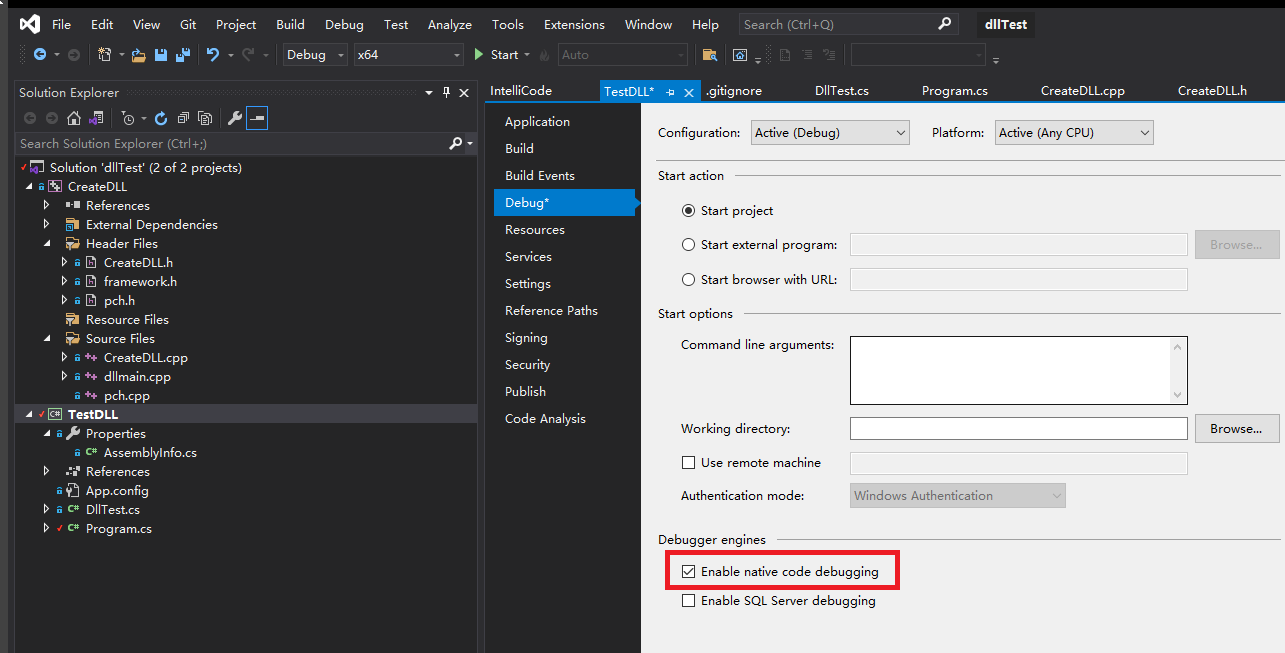 File Edit View Git Project Build Debug Test Analyze Tools Extensions Window Help Search (Ctrl+Q) dllTest
Debug x64 Start Auto
Solution Explorer
Search Solution Explorer (Ctrl+;)
Solution 'dllTest' (2 of 2 projects)
CreateDLL
References
External Dependencies
Header Files
CreateDLL.h
framework.h
pch.h
Resource Files
Source Files
CreateDLL.cpp
dllmain.cpp
pch.cpp
C# TestDLL
Properties
C# AssemblyInfo.cs
References
App.config
C# DllTest.cs
C# Program.cs
IntelliCode TestDLL* .gitignore DllTest.cs Program.cs CreateDLL.cpp CreateDLL.h
Application
Build
Build Events
Debug*
Resources
Services
Settings
Reference Paths
Signing
Security
Publish
Code Analysis
Configuration: Active (Debug) Platform: Active (Any CPU)
Start action
Start project
Start external program: Browse...
Start browser with URL:
Start options
Command line arguments:
Working directory: Browse...
Use remote machine
Authentication mode: Windows Authentication
Debugger engines
Enable native code debugging
Enable SQL Server debugging